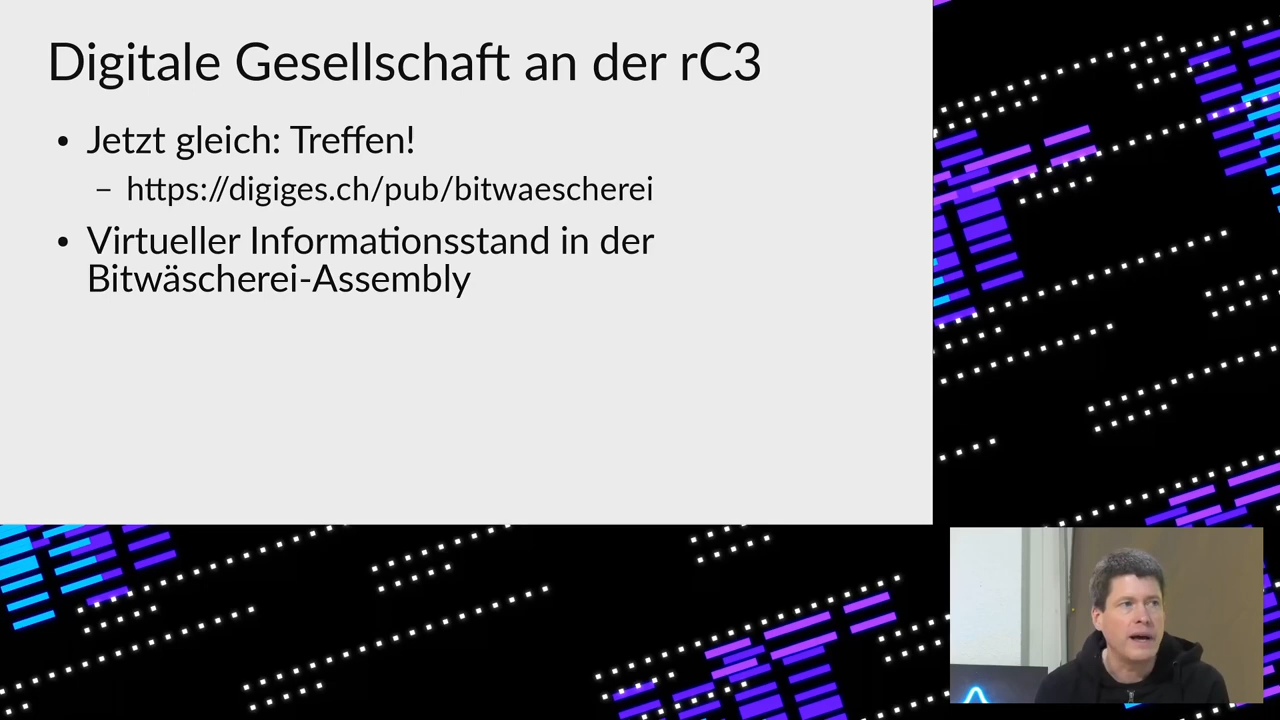 Digitale Gesellschaft an der rC3
• Jetzt gleich: Treffen!
– https://digiges.ch/pub/bitwaescherei
• Virtueller Informationsstand in der
Bitwäscherei-Assembly